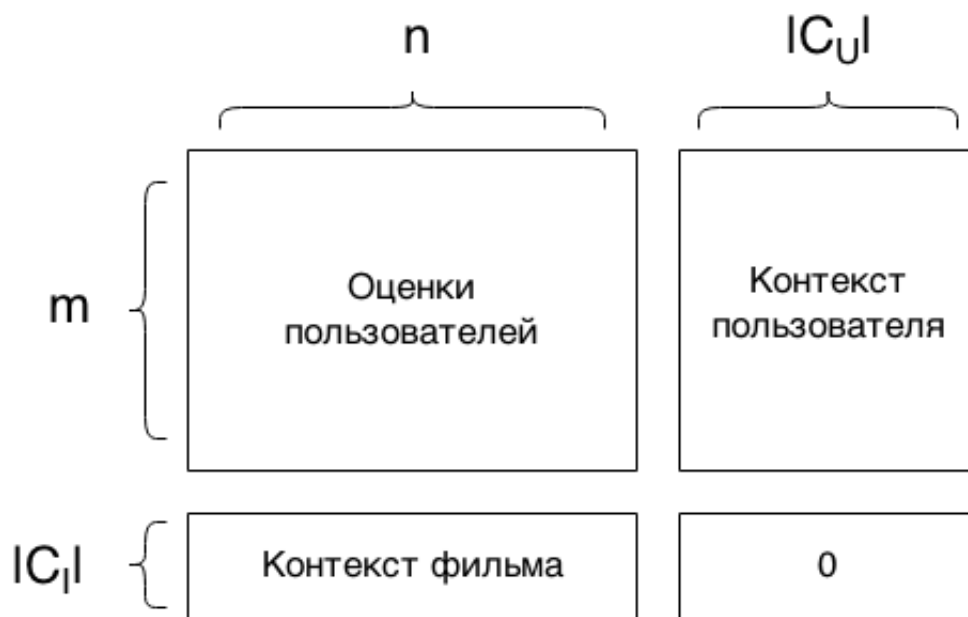 n
|C_U|
m
Оценки
пользователей
Контекст
пользователя
|C_I|
Контекст фильма
0